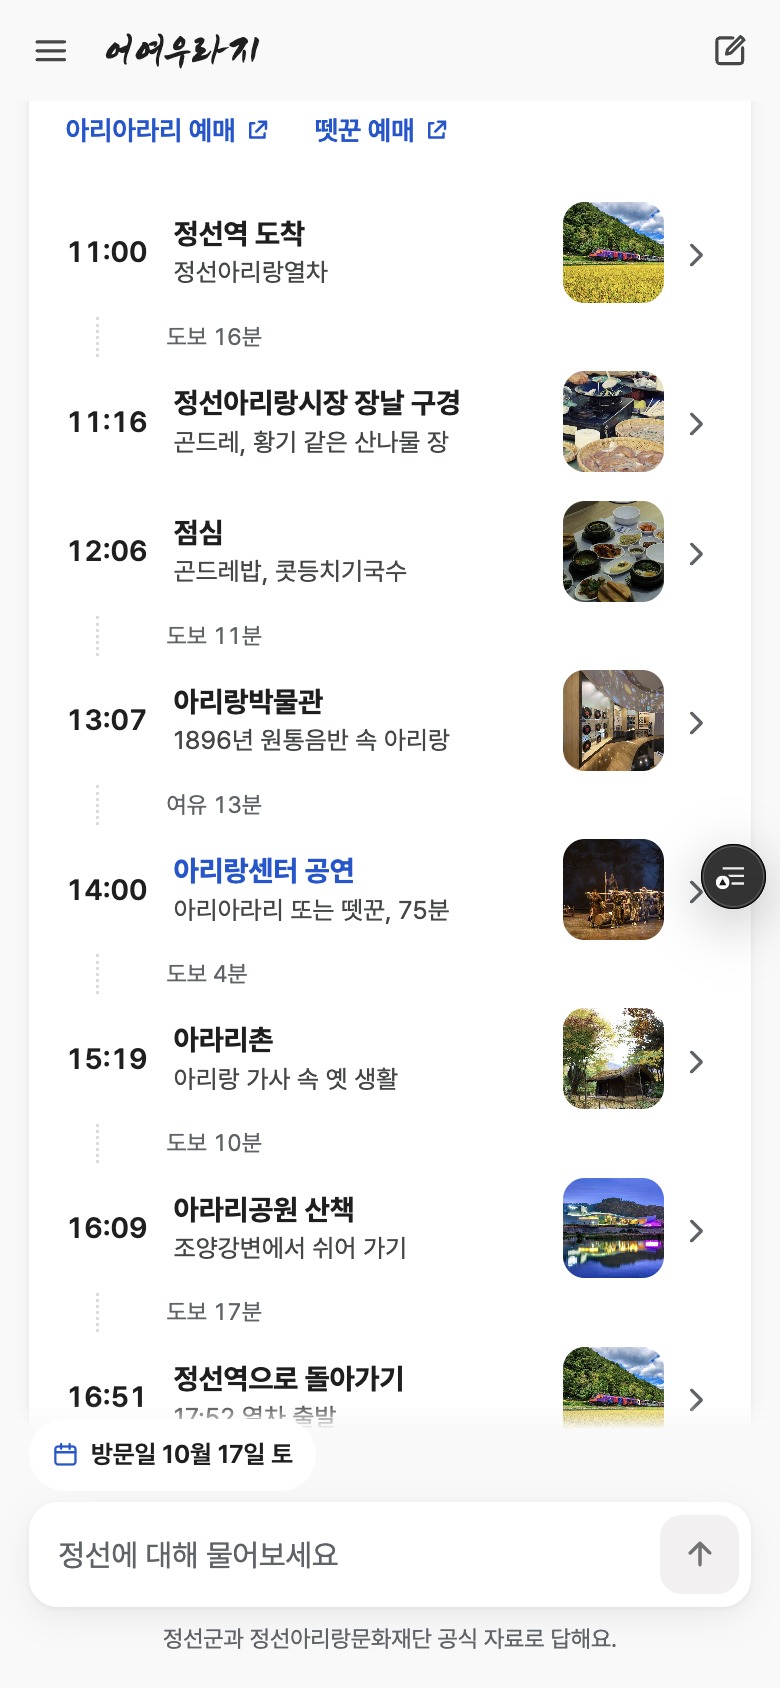 어여우라지
아리아라리 예매
뗏꾼 예매
11:00
정선역 도착
정선아리랑열차
도보 16분
11:16
정선아리랑시장 장날 구경
곤드레, 황기 같은 산나물 장
12:06
점심
곤드레밥, 콧등치기국수
도보 11분
13:07
아리랑박물관
1896년 원통음반 속 아리랑
여유 13분
14:00
아리랑센터 공연
아리아라리 또는 뗏꾼, 75분
도보 4분
15:19
아라리촌
아리랑 가사 속 옛 생활
도보 10분
16:09
아라리공원 산책
조양강변에서 쉬어 가기
도보 17분
16:51
정선역으로 돌아가기
17:52 열차 출발
방문일 10월 17일 토
정선에 대해 물어보세요
정선군과 정선아리랑문화재단 공식 자료로 답해요.